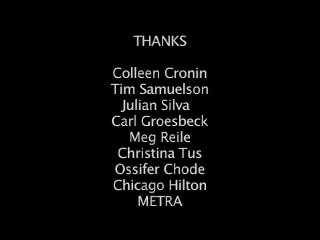 THANKS
Colleen Cronin
Tim Samuelson
Julian Silva
Carl Groesbeck
Meg Reile
Christina Tus
Ossifer Chode
Chicago Hilton
METRA